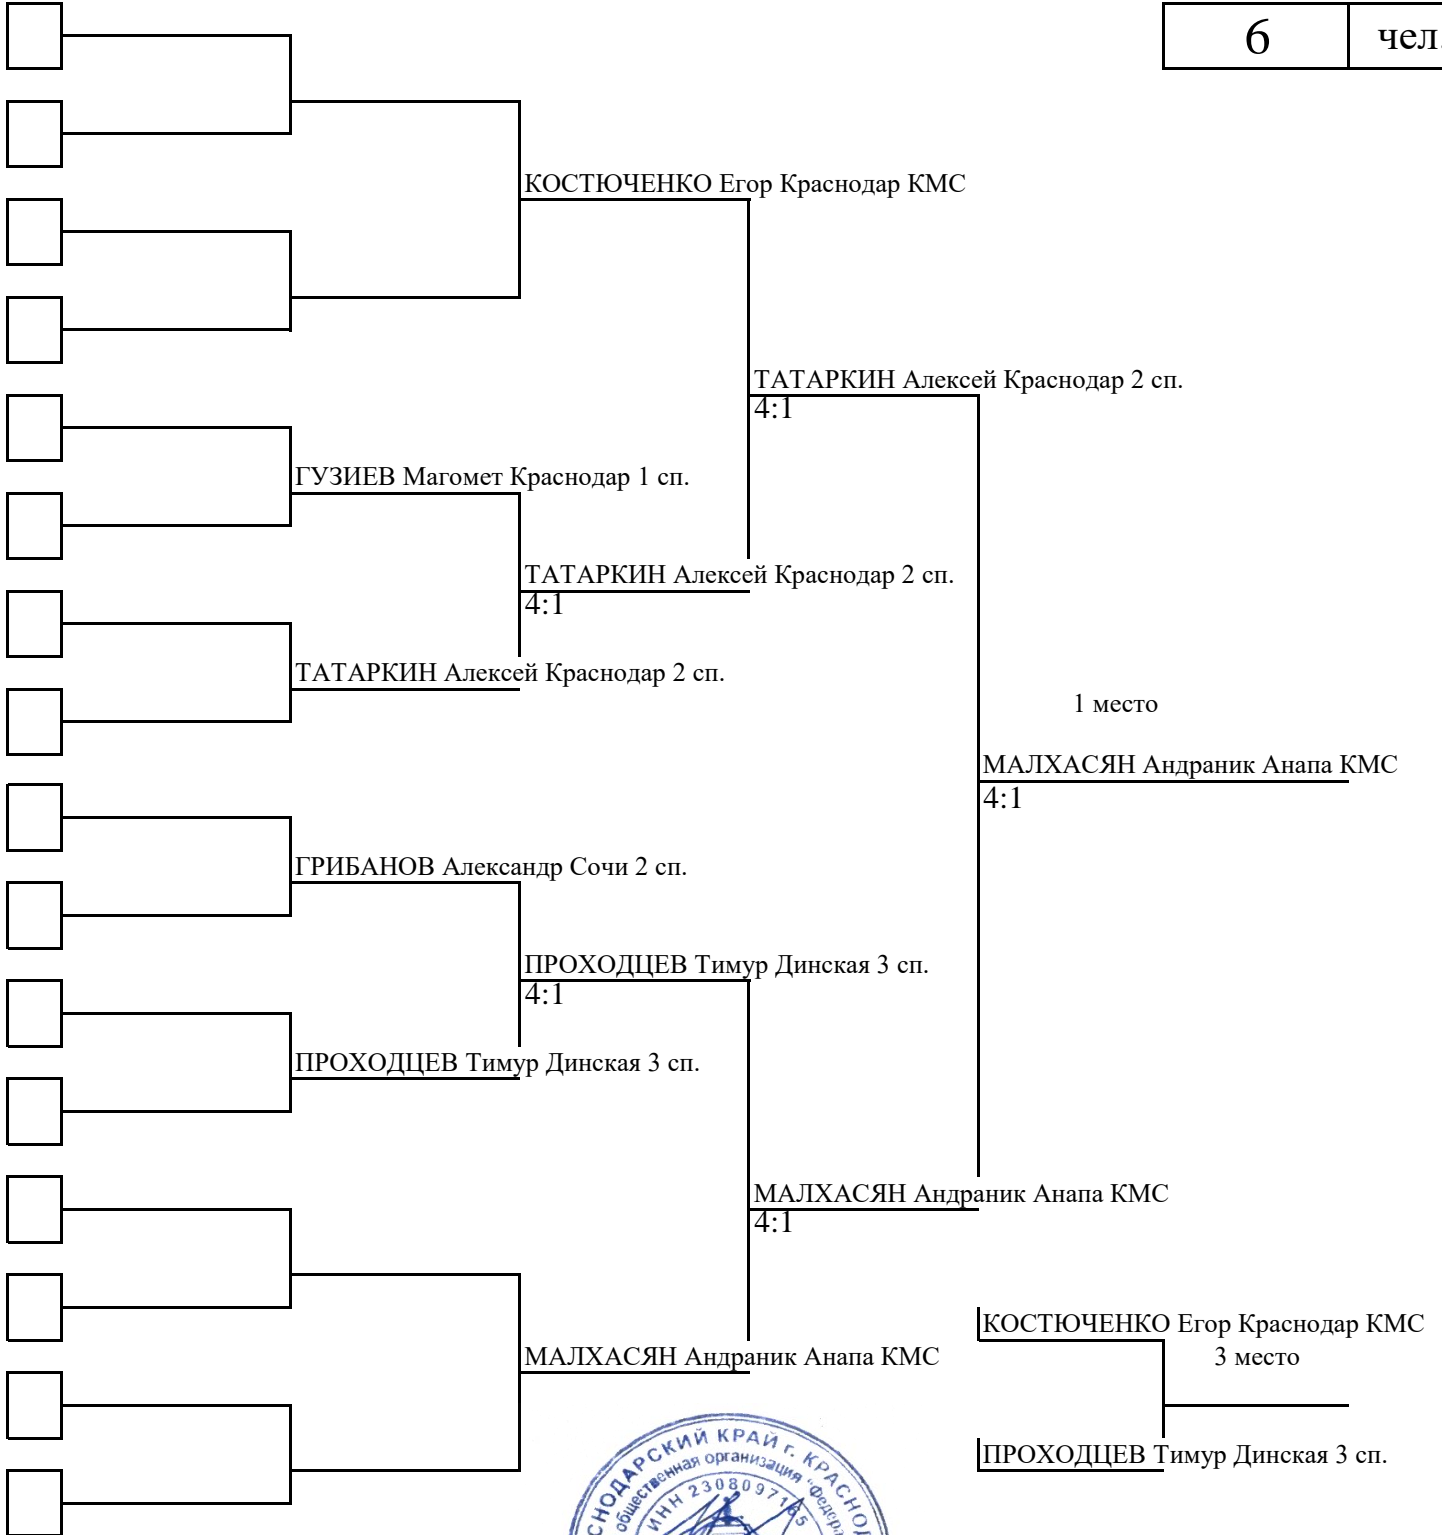 6 чел.
КОСТЮЧЕНКО Егор Краснодар КМС
ТАТАРКИН Алексей Краснодар 2 сп.
4:1
ГУЗИЕВ Магомет Краснодар 1 сп.
ТАТАРКИН Алексей Краснодар 2 сп.
4:1
ТАТАРКИН Алексей Краснодар 2 сп.
1 место
МАЛХАСЯН Андраник Анапа КМС
4:1
ГРИБАНОВ Александр Сочи 2 сп.
ПРОХОДЦЕВ Тимур Динская 3 сп.
4:1
ПРОХОДЦЕВ Тимур Динская 3 сп.
МАЛХАСЯН Андраник Анапа КМС
4:1
КОСТЮЧЕНКО Егор Краснодар КМС
МАЛХАСЯН Андраник Анапа КМС
3 место
ПРОХОДЦЕВ Тимур Динская 3 сп.
СНОДАРСКИЙ КРАЙ г. КРАСНОД
общественная организация "Федера
ИНН 2308097165